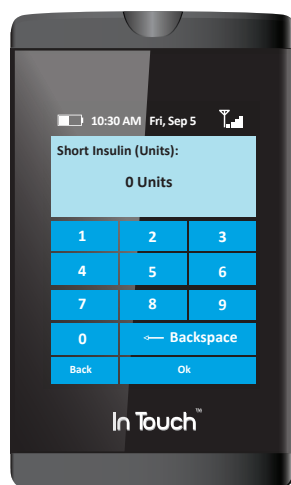 10:30 AM Fri, Sep 5
Short Insulin (Units):
0 Units
1 2 3
4 5 6
7 8 9
0 Backspace
Back Ok
In Touch™